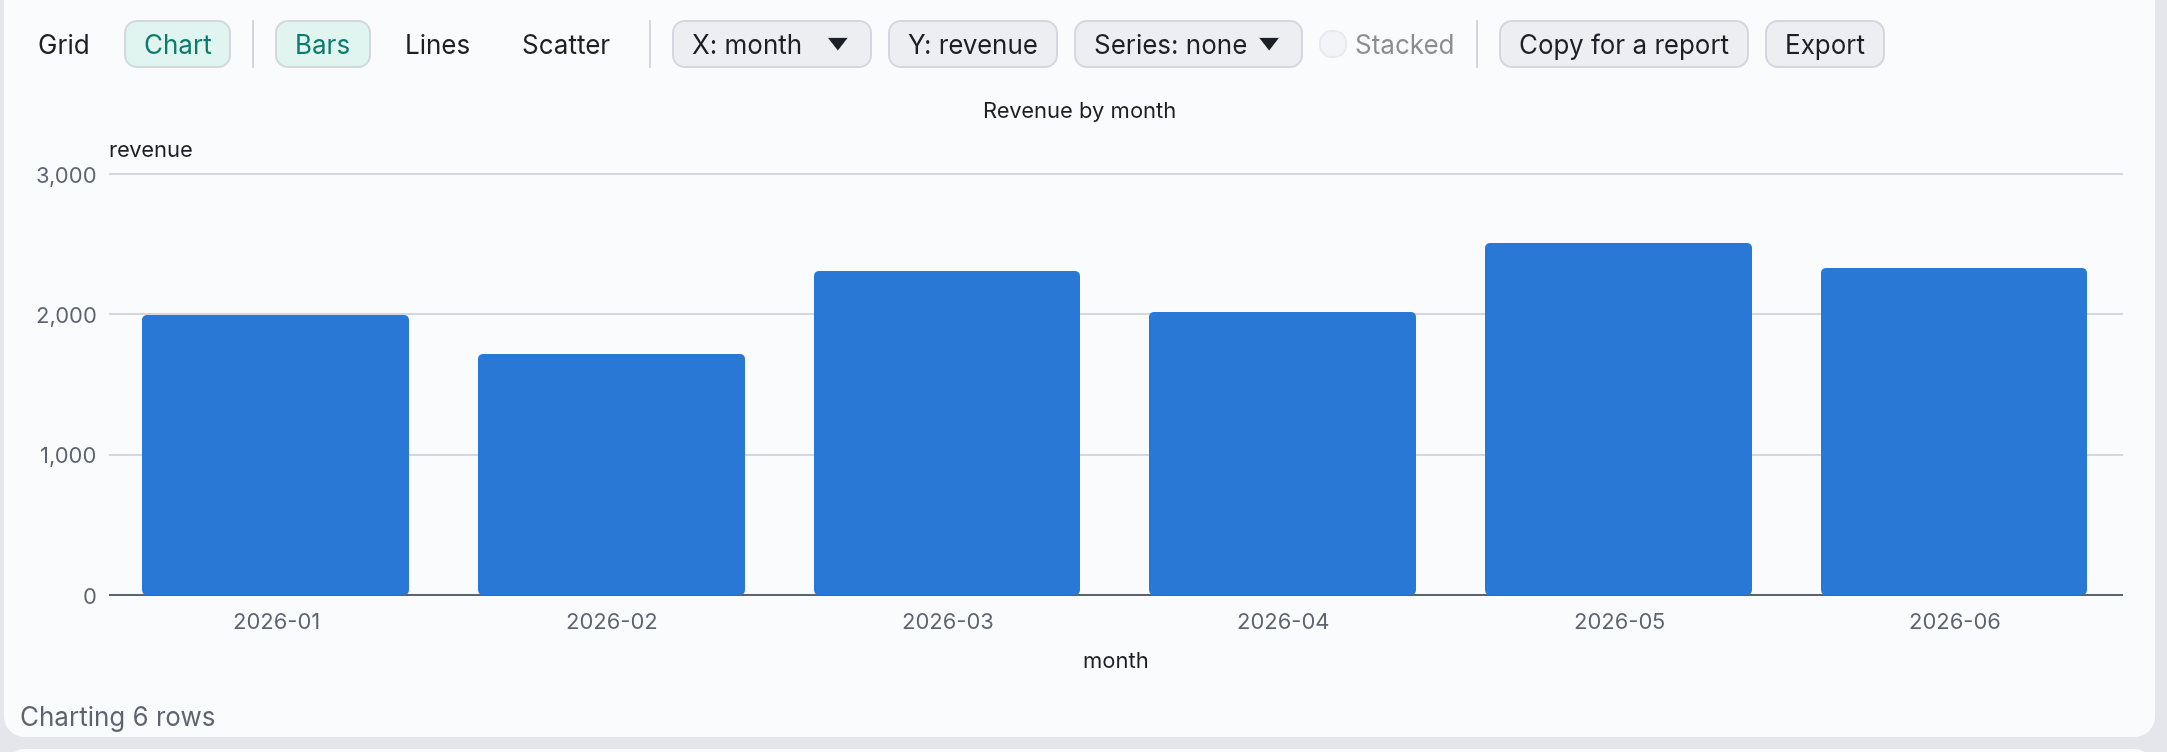 Grid Chart Bars Lines Scatter X: month Y: revenue Series: none Stacked Copy for a report Export
Revenue by month
revenue
3,000
2,000
1,000
0
2026-01 2026-02 2026-03 2026-04 2026-05 2026-06
month
Charting 6 rows